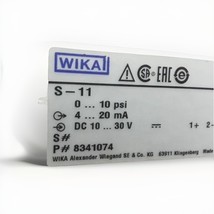 WIKA
S-11
0 ... 10 psi
4 ... 20 mA
DC 10 ... 30 V 1+ 2-
S#
P# 8341074
WIKA Alexander Wiegand SE & Co. KG 63911 Klingenberg